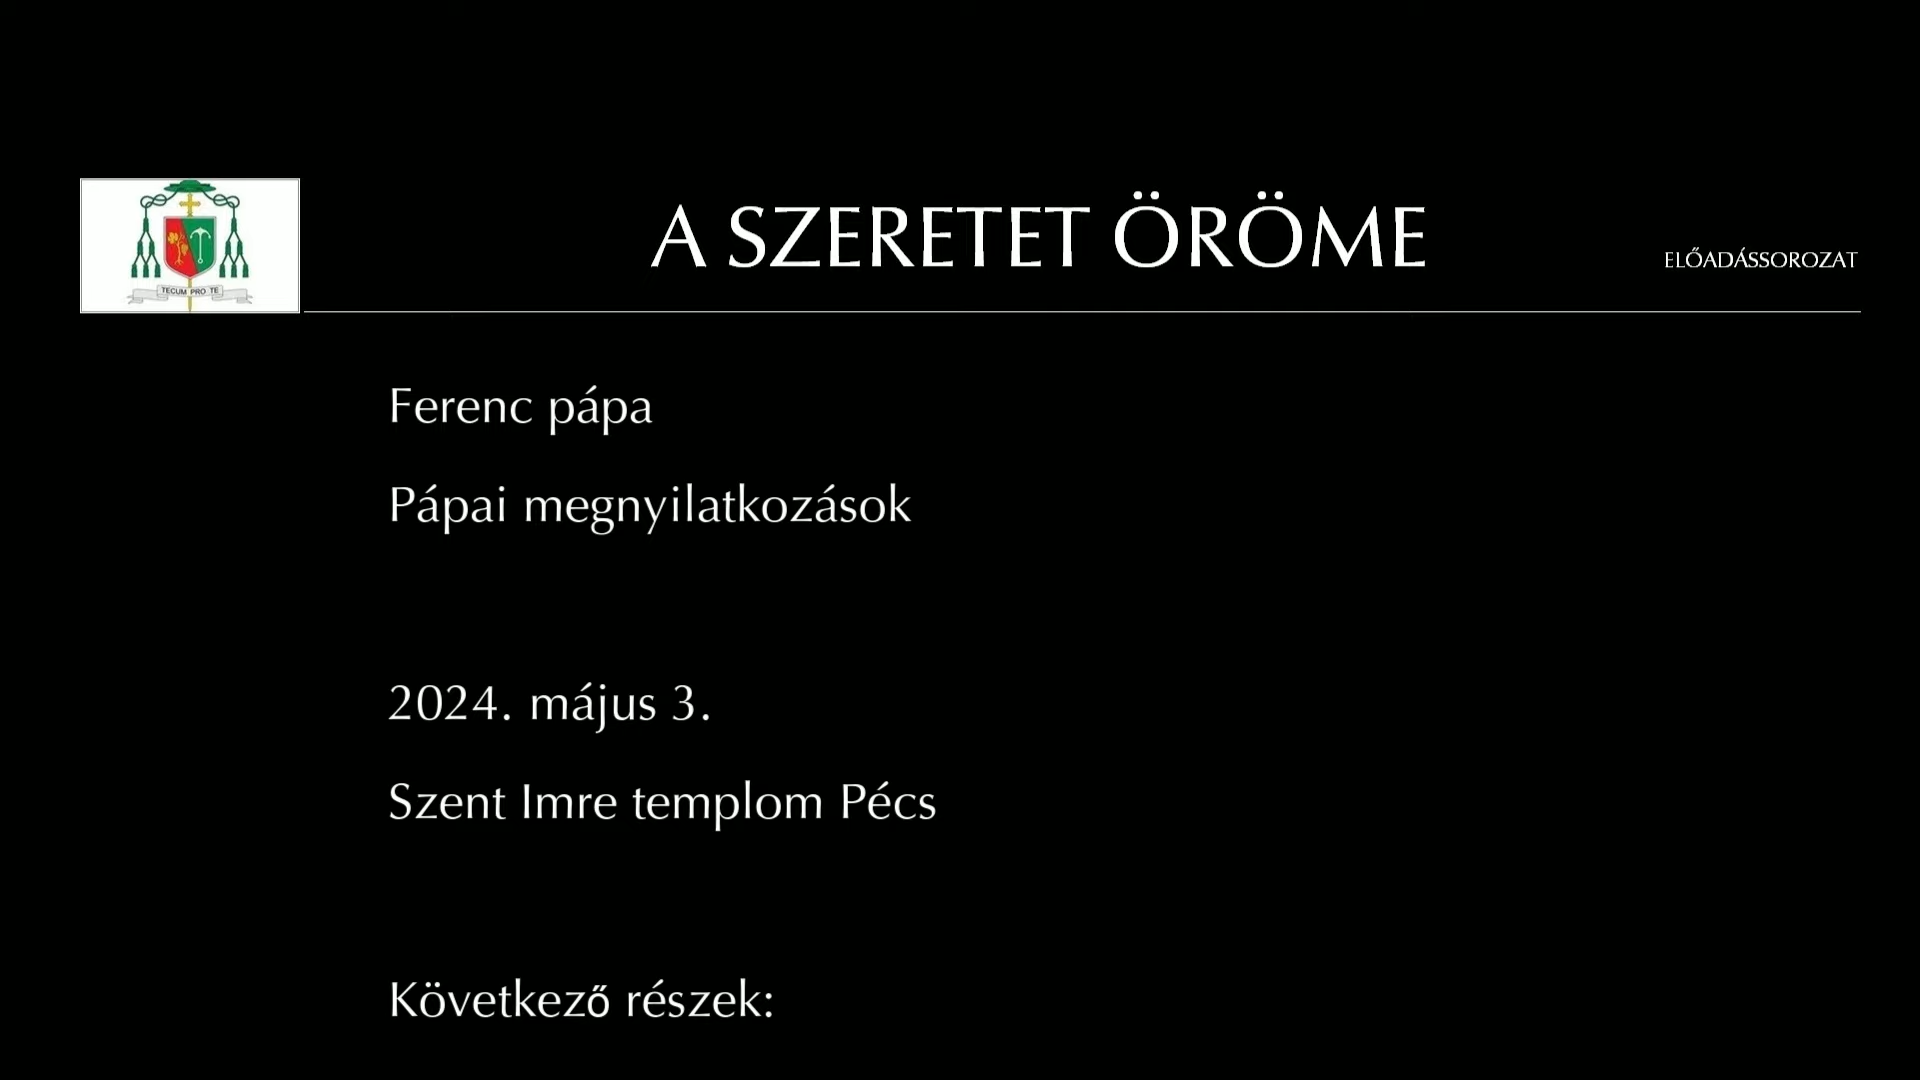 A SZERETET ÖRÖME
ELŐADÁSSOROZAT
TECUM PRO TE
Ferenc pápa
Pápai megnyilatkozások
2024. május 3.
Szent Imre templom Pécs
Következő részek: